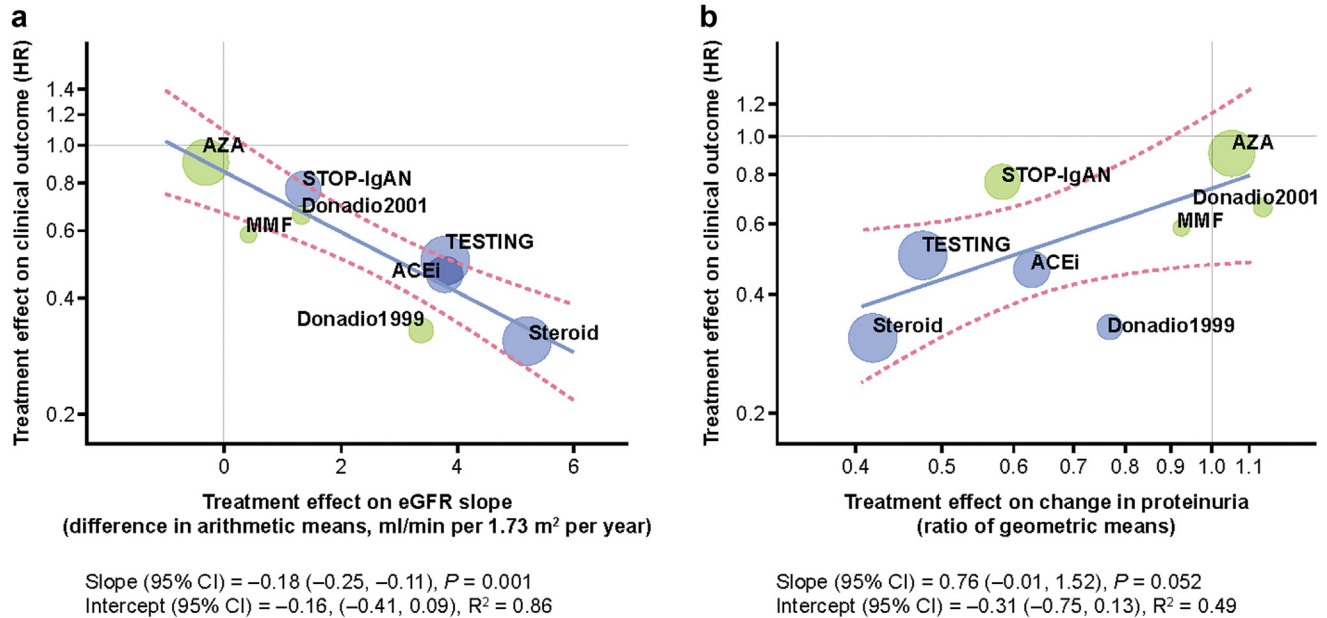 a
Treatment effect on clinical outcome (HR)
1.4
1.2
1.0
0.8
0.6
0.4
0.2
AZA
STOP-IgAN
Donadio2001
MMF
TESTING
ACEi
Donadio1999
Steroid
0 2 4 6
Treatment effect on eGFR slope
(difference in arithmetic means, ml/min per 1.73 m² per year)
Slope (95% CI) = –0.18 (–0.25, –0.11), P = 0.001
Intercept (95% CI) = –0.16, (–0.41, 0.09), R² = 0.86
b
Treatment effect on clinical outcome (HR)
1.2
1.0
0.8
0.6
0.4
0.2
AZA
STOP-IgAN
Donadio2001
MMF
TESTING
ACEi
Steroid
Donadio1999
0.4 0.5 0.6 0.7 0.8 0.9 1.0 1.1
Treatment effect on change in proteinuria
(ratio of geometric means)
Slope (95% CI) = 0.76 (–0.01, 1.52), P = 0.052
Intercept (95% CI) = –0.31 (–0.75, 0.13), R² = 0.49